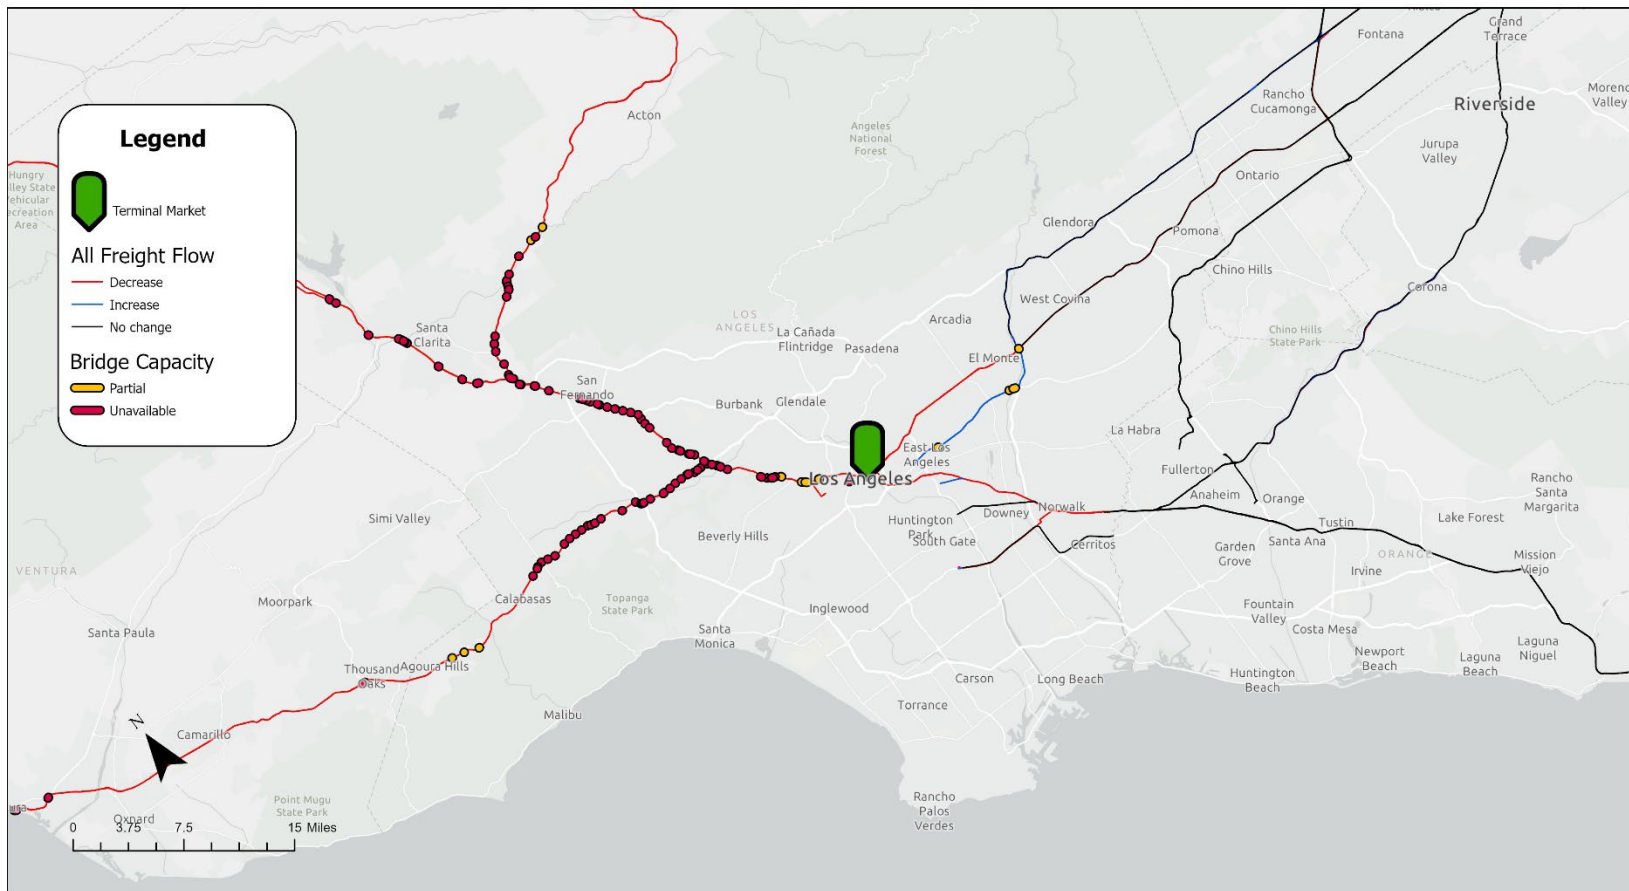 Legend
Terminal Market
All Freight Flow
Decrease
Increase
No change
Bridge Capacity
Partial
Unavailable
Hungry
Valley State
Vehicular
Recreation
Area
Acton
Angeles
National
Forest
Fontana
Grand
Terrace
Rancho
Cucamonga
Riverside
Moreno
Valley
Jurupa
Valley
Ontario
Glendora
Pomona
Chino Hills
Corona
West Covina
Chino Hills
State Park
LOS
ANGELES
La Cañada
Flintridge
Arcadia
Pasadena
El Monte
Santa
Clarita
San
Fernando
Burbank
Glendale
La Habra
East Los
Angeles
Los Angeles
Fullerton
Anaheim
Orange
Rancho
Santa
Margarita
Simi Valley
Beverly Hills
Huntington
Park
South Gate
Downey
Norwalk
Cerritos
Tustin
Lake Forest
Santa Ana
Garden
Grove
ORANGE
Irvine
Mission
Viejo
VENTURA
Moorpark
Calabasas
Topanga
State Park
Inglewood
Fountain
Valley
Costa Mesa
Santa Paula
Santa
Monica
Laguna
Niguel
Newport
Beach
Laguna
Beach
Thousand
Oaks
Agoura Hills
Carson
Long Beach
Huntington
Beach
Torrance
Malibu
N
Camarillo
Point Mugu
State Park
Rancho
Palos
Verdes
Oxnard
0 3.75 7.5 15 Miles